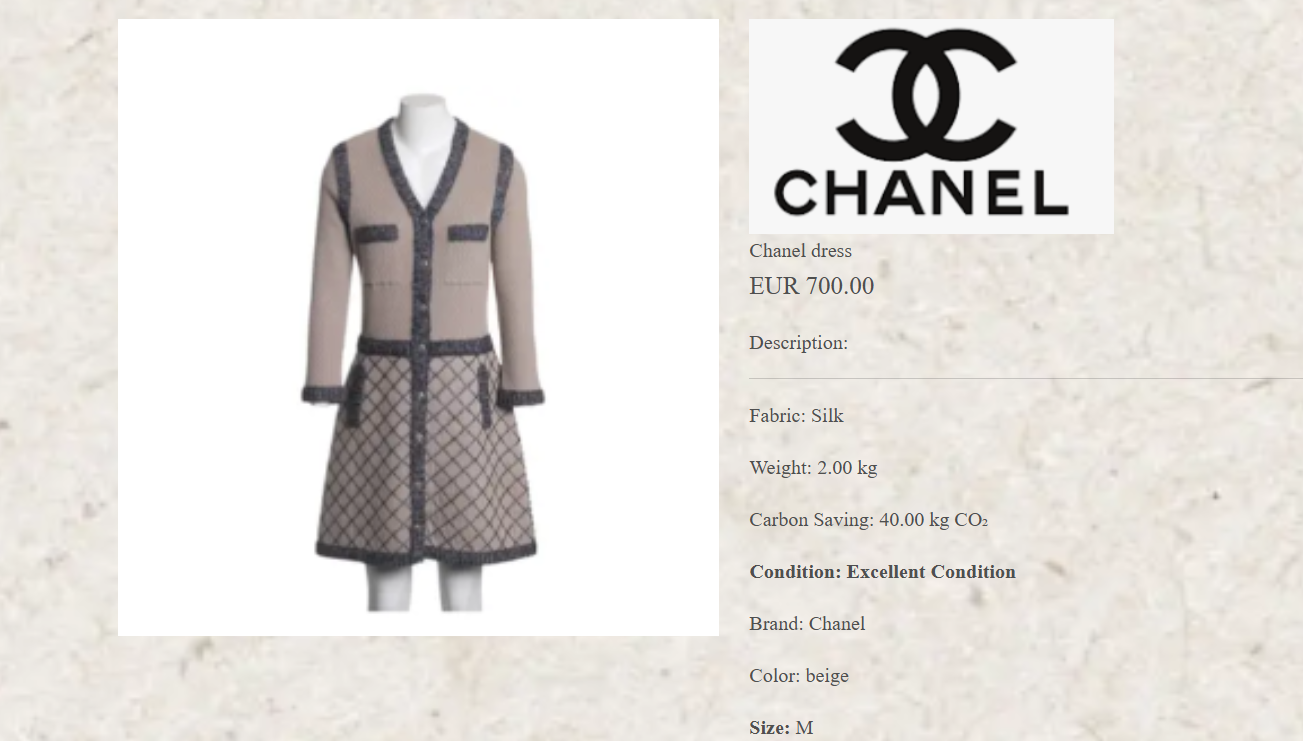 CHANEL
Chanel dress
EUR 700.00
Description:
Fabric: Silk
Weight: 2.00 kg
Carbon Saving: 40.00 kg CO₂
Condition: Excellent Condition
Brand: Chanel
Color: beige
Size: M